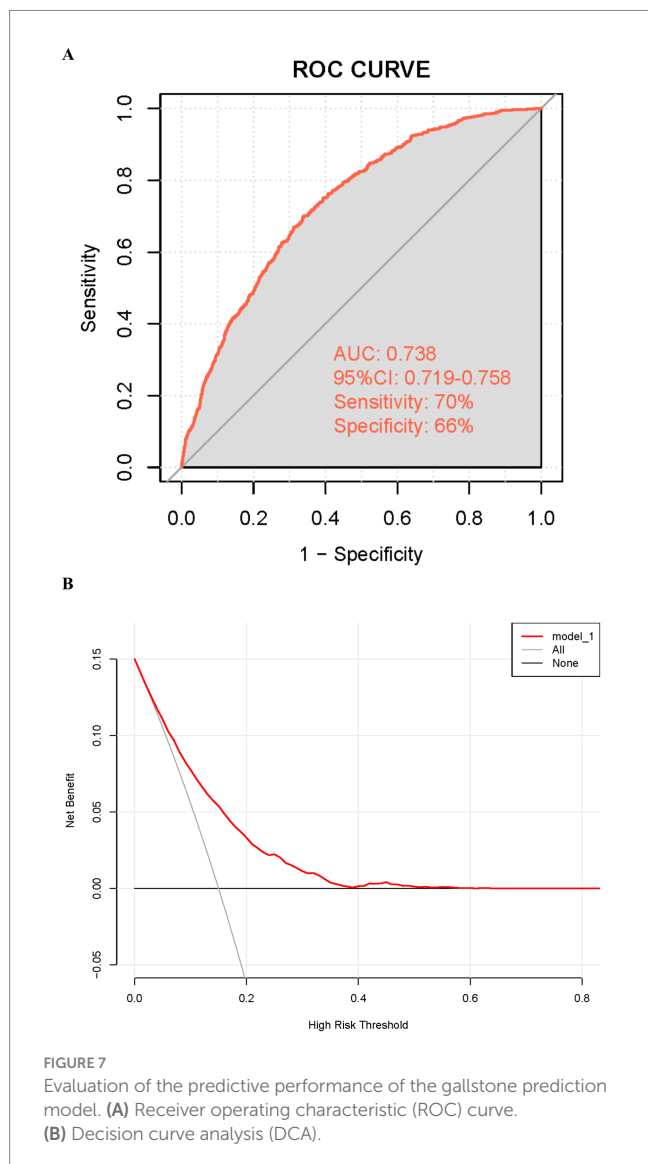 A
ROC CURVE
Sensitivity
1.0
0.8
0.6
0.4
0.2
0.0
AUC: 0.738
95%CI: 0.719-0.758
Sensitivity: 70%
Specificity: 66%
0.0 0.2 0.4 0.6 0.8 1.0
1 − Specificity
B
model_1
All
None
Net Benefit
0.15
0.10
0.05
0.00
−0.05
0.0 0.2 0.4 0.6 0.8
High Risk Threshold
FIGURE 7
Evaluation of the predictive performance of the gallstone prediction
model. (A) Receiver operating characteristic (ROC) curve.
(B) Decision curve analysis (DCA).